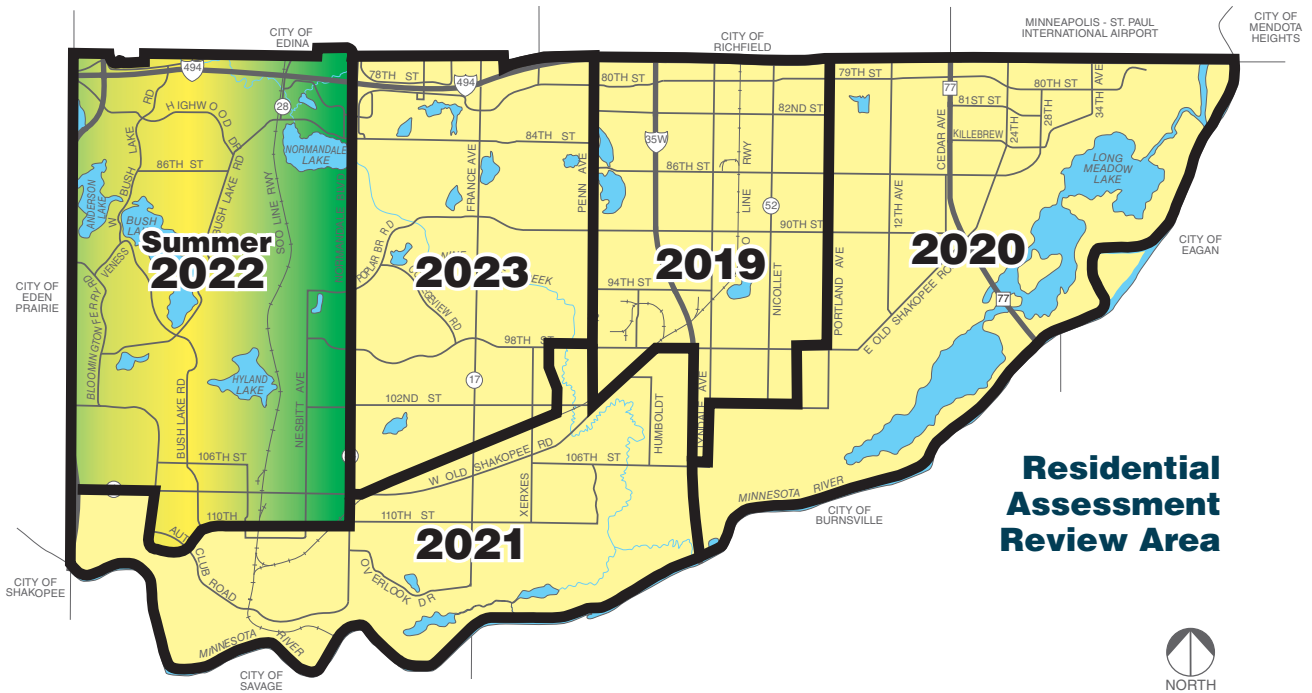 CITY OF
EDINA
CITY OF
RICHFIELD
MINNEAPOLIS - ST. PAUL
INTERNATIONAL AIRPORT
CITY OF
MENDOTA
HEIGHTS
494
78TH ST
494
80TH ST
79TH ST
77
80TH ST
34TH AVE
RD
HIGHWOOD DR
28
82ND ST
81ST ST
28TH
24TH
KILLEBREW
CEDAR AVE
W BUSH LAKE
NORMANDALE
LAKE
84TH ST
35W
86TH ST
86TH ST
FRANCE AVE
PENN AVE
LINE RWY
LONG
MEADOW
LAKE
ANDERSON
LAKE
BUSH LAKE RD
SOO LINE RWY
NORMANDALE BLVD
52
12TH AVE
90TH ST
BUSH
Summer
2022
2023
2019
2020
CITY OF
EAGAN
POPLAR BR RD
CREEK
VENESS
RD
94TH ST
NICOLLET
PORTLAND AVE
E OLD SHAKOPEE RD
77
CITY OF
EDEN
PRAIRIE
BLOOMINGTON FERRY RD
98TH ST
HYLAND
LAKE
17
NESBITT AVE
BUSH LAKE RD
102ND ST
HUMBOLDT
AVE
106TH ST
W OLD SHAKOPEE RD
106TH ST
XERXES
MINNESOTA RIVER
CITY OF
BURNSVILLE
Residential
Assessment
Review Area
110TH
110TH ST
2021
AUTO CLUB ROAD
OVERLOOK DR
CITY OF
SHAKOPEE
MINNESOTA RIVER
CITY OF
SAVAGE
NORTH